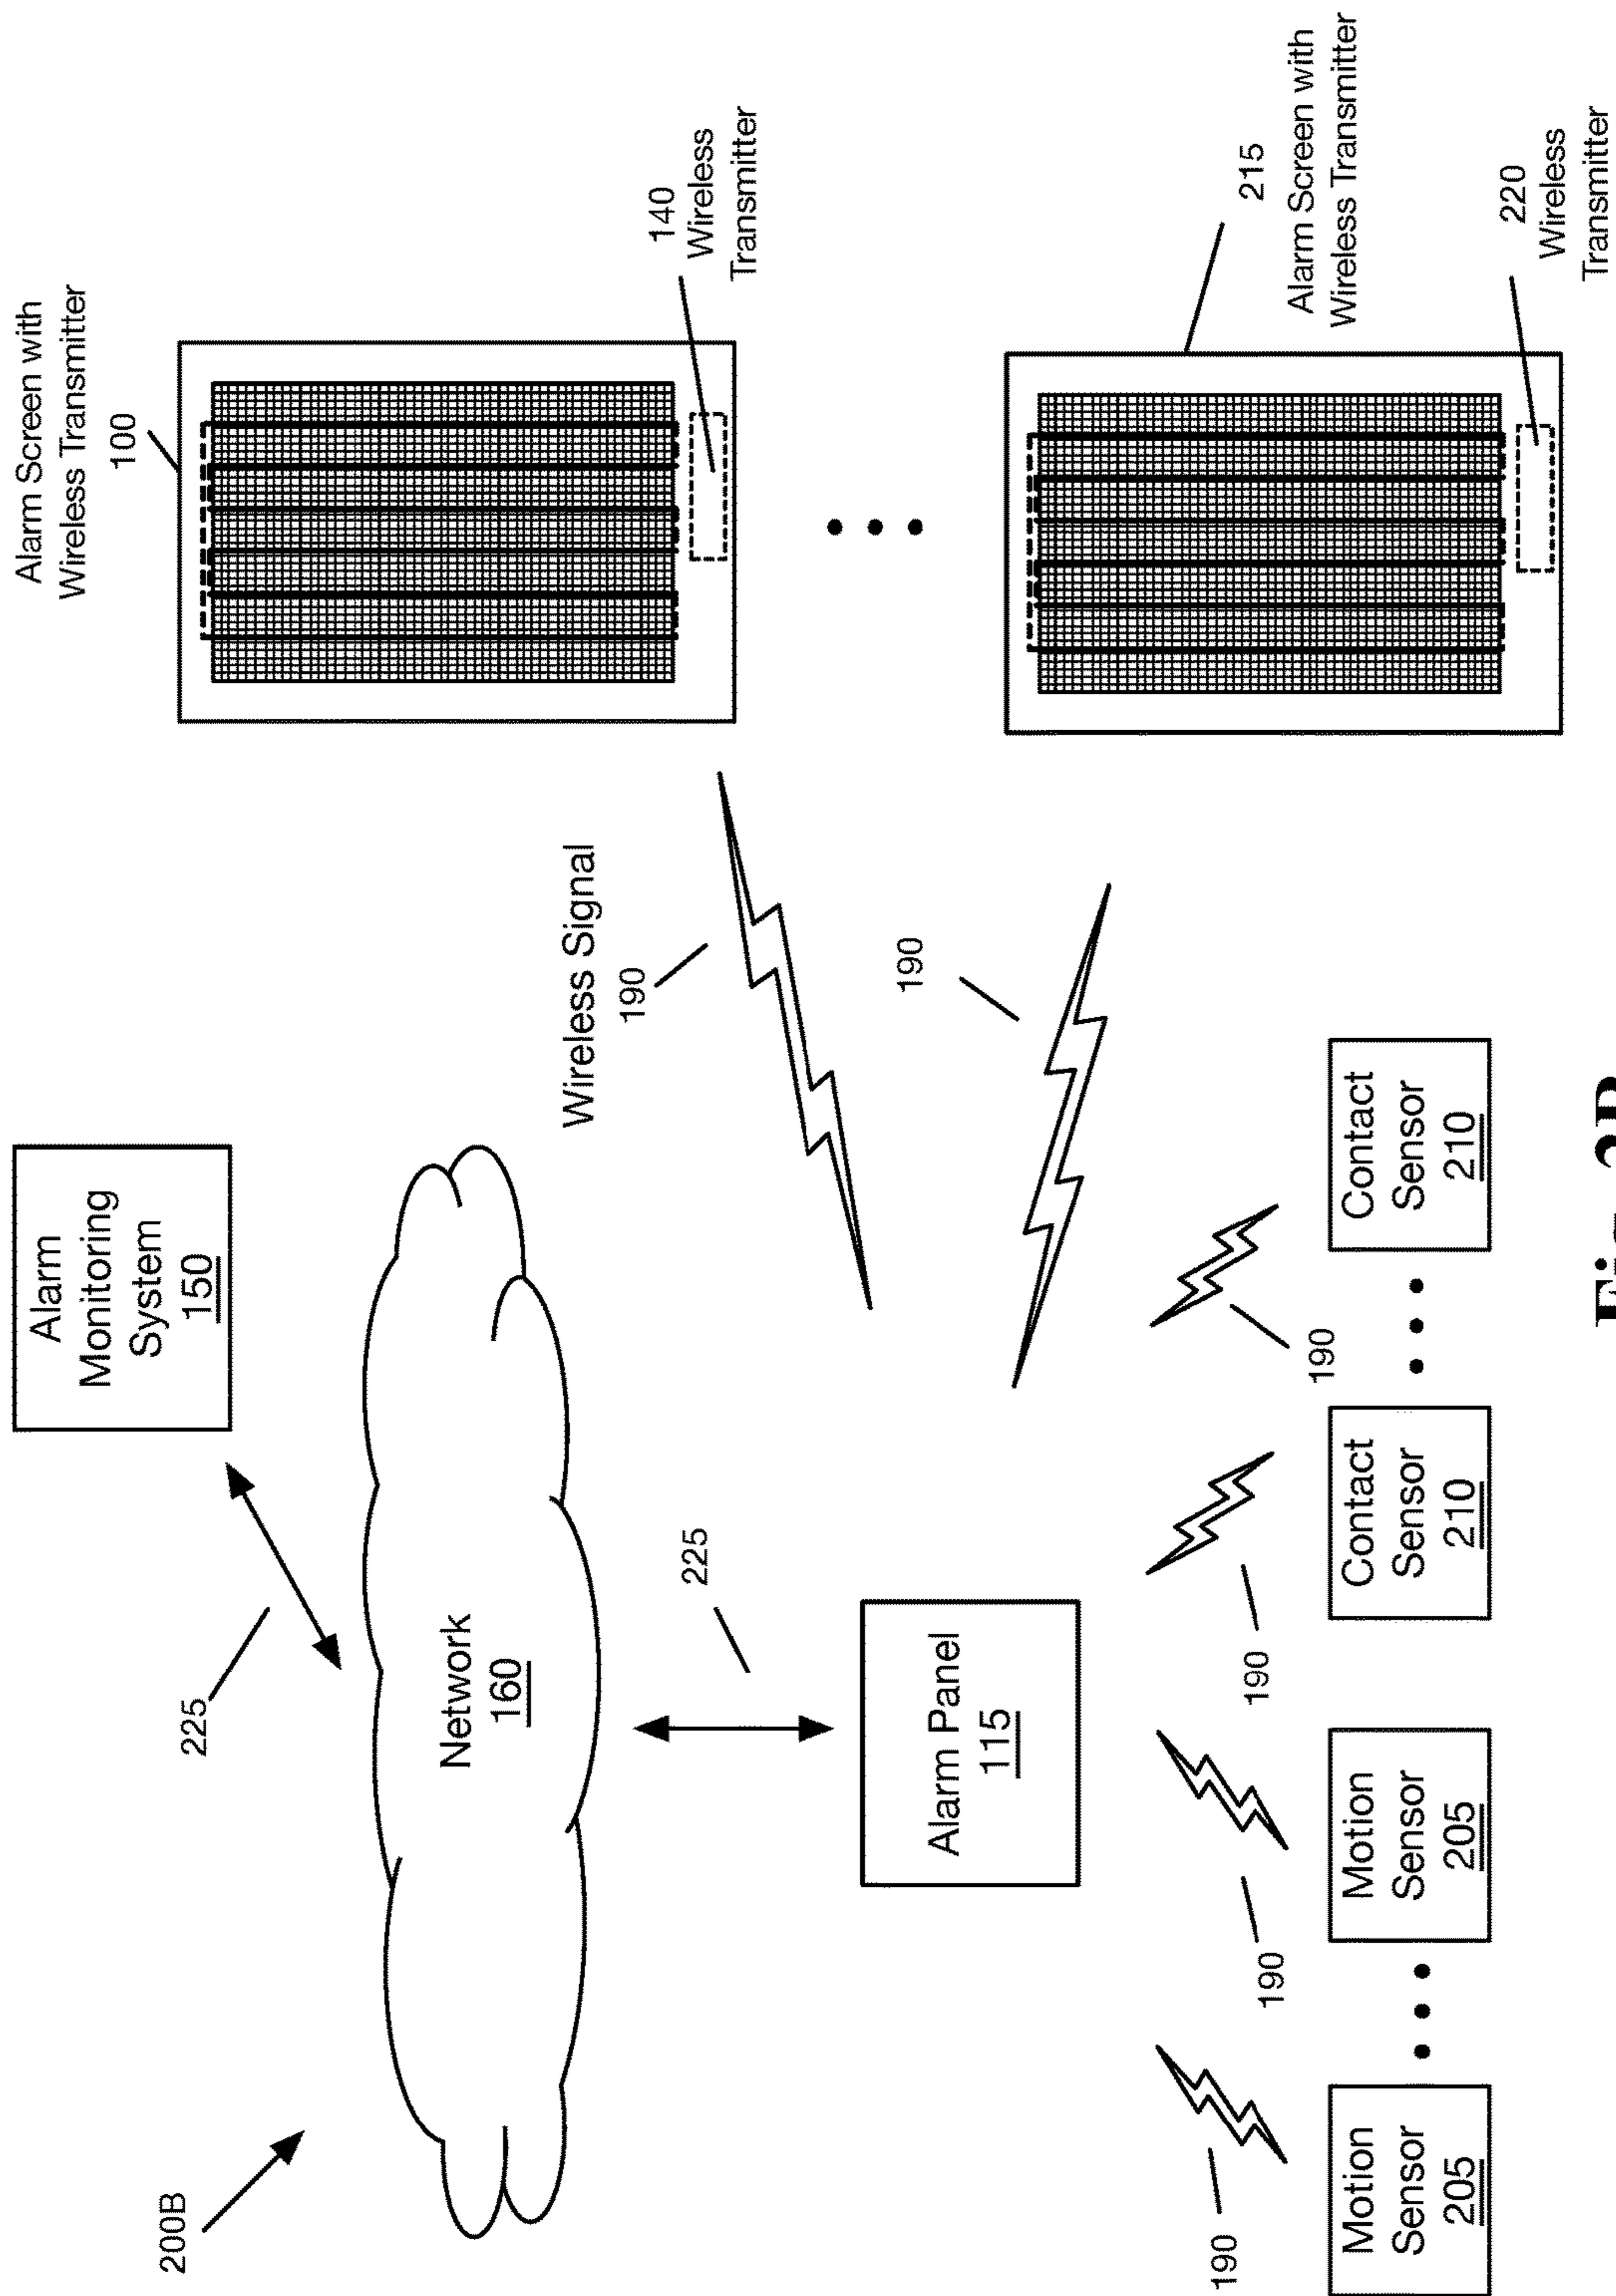 200B
225
Alarm
Monitoring
System
150
Alarm Screen with
Wireless Transmitter
100
Network
160
225
Wireless Signal
190
140
Wireless
Transmitter
Alarm Panel
115
190
215
Alarm Screen with
Wireless Transmitter
190
190
190
190
Motion
Sensor
205
Motion
Sensor
205
Contact
Sensor
210
Contact
Sensor
210
220
Wireless
Transmitter